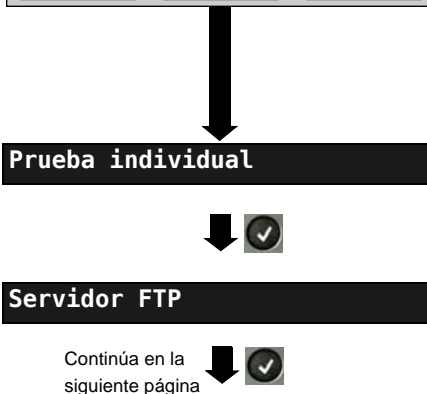 Prueba individual
Servidor FTP
Continúa en la
siguiente página